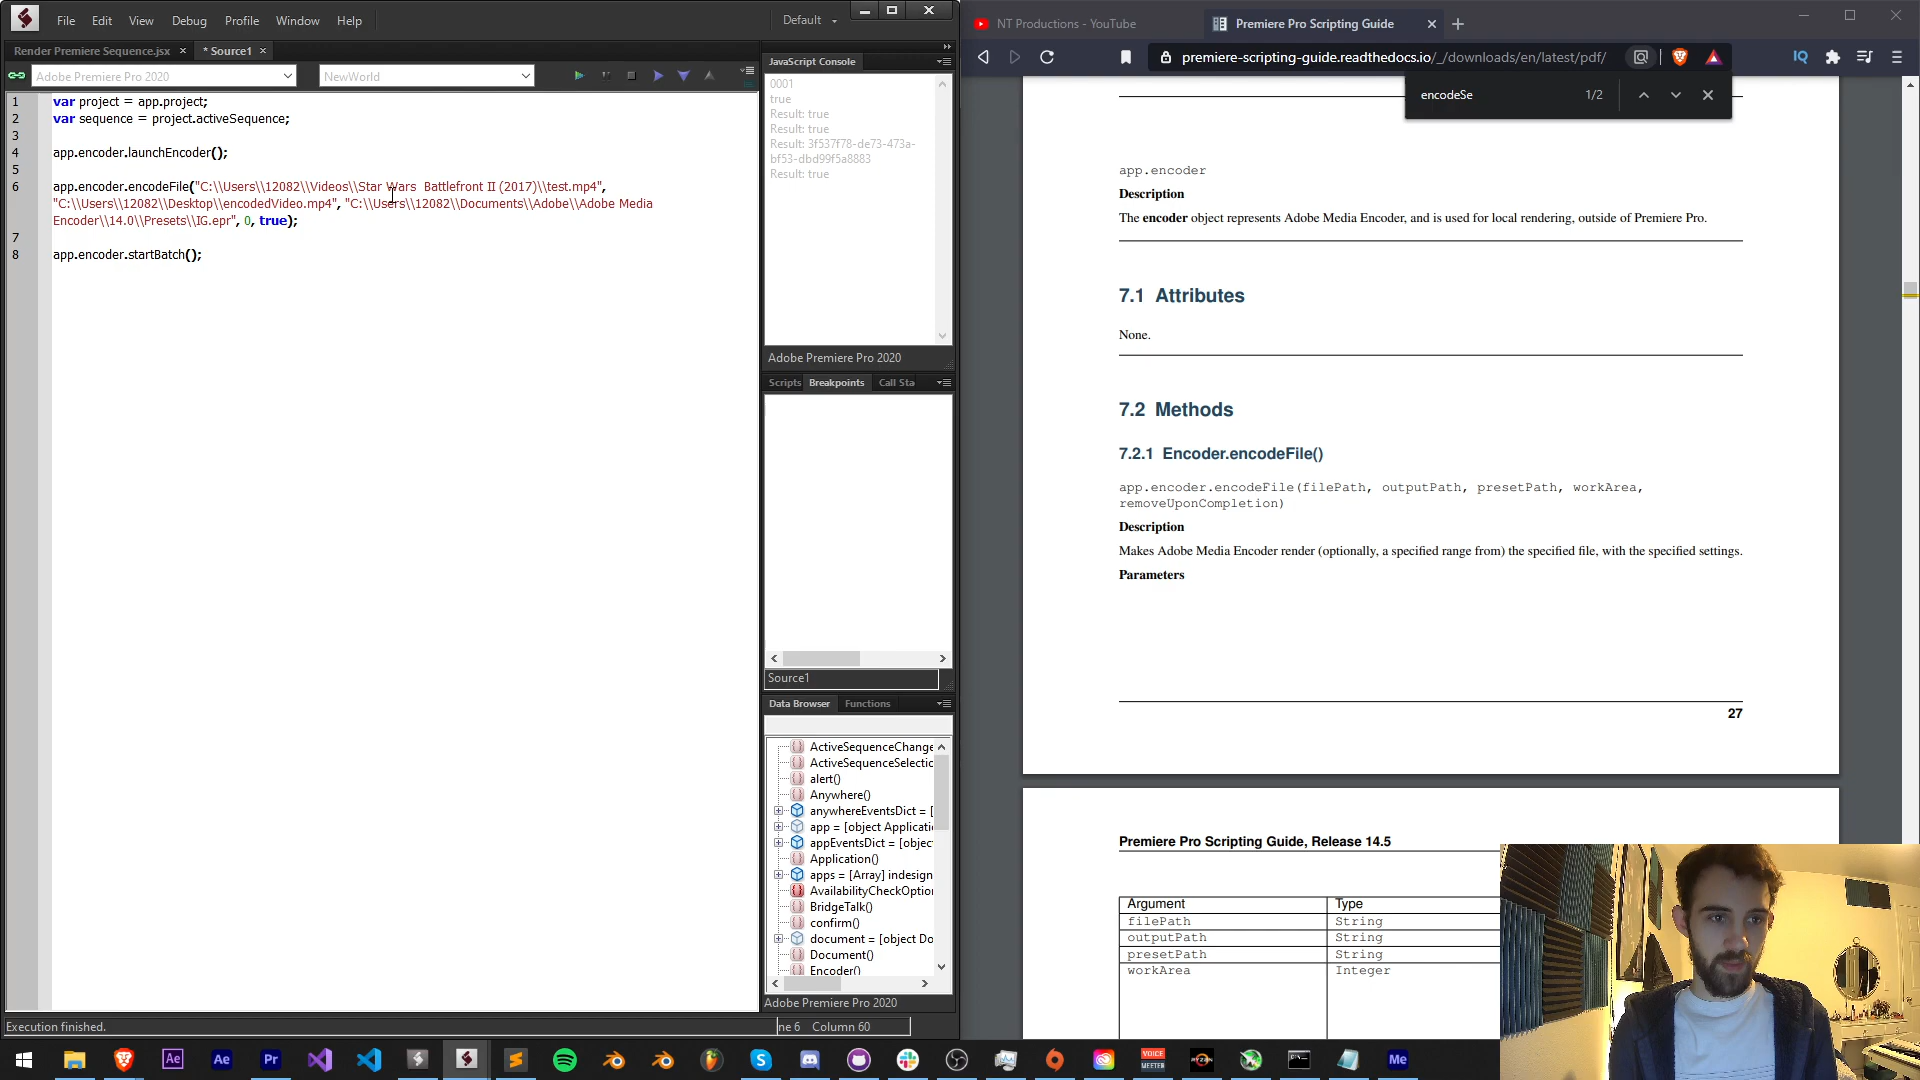 File Edit View Debug Profile Window Help
Default
Render Premiere Sequence.jsx
* Source1
Adobe Premiere Pro 2020
NewWorld
1 var project = app.project;
2 var sequence = project.activeSequence;
3
4 app.encoder.launchEncoder();
5
6 app.encoder.encodeFile("C:\\Users\\12082\\Videos\\Star Wars  Battlefront II (2017)\\test.mp4",
"C:\\Users\\12082\\Desktop\\encodedVideo.mp4", "C:\\Users\\12082\\Documents\\Adobe\\Adobe Media
Encoder\\14.0\\Presets\\IG.epr", 0, true);
7
8 app.encoder.startBatch();
Execution finished.
ne 6 Column 60
JavaScript Console
0001
true
Result: true
Result: true
Result: 3f537f78-de73-473a-
bf53-dbd99f5a8883
Result: true
Adobe Premiere Pro 2020
Scripts Breakpoints Call Sta
Source1
Data Browser Functions
ActiveSequenceChange
ActiveSequenceSelectic
alert()
Anywhere()
anywhereEventsDict = [
app = [object Applicati
appEventsDict = [objec
Application()
apps = [Array] indesign
AvailabilityCheckOption
BridgeTalk()
confirm()
document = [object Do
Document()
Encoder()
Adobe Premiere Pro 2020
NT Productions - YouTube
Premiere Pro Scripting Guide
premiere-scripting-guide.readthedocs.io/_/downloads/en/latest/pdf/
IQ
encodeSe 1/2
app.encoder
Description
The encoder object represents Adobe Media Encoder, and is used for local rendering, outside of Premiere Pro.
7.1 Attributes
None.
7.2 Methods
7.2.1 Encoder.encodeFile()
app.encoder.encodeFile(filePath, outputPath, presetPath, workArea,
removeUponCompletion)
Description
Makes Adobe Media Encoder render (optionally, a specified range from) the specified file, with the specified settings.
Parameters
27
Premiere Pro Scripting Guide, Release 14.5
Argument Type
filePath String
outputPath String
presetPath String
workArea Integer
Ae
Ae
Pr
VOICE
MEETER
RYZEN
Me